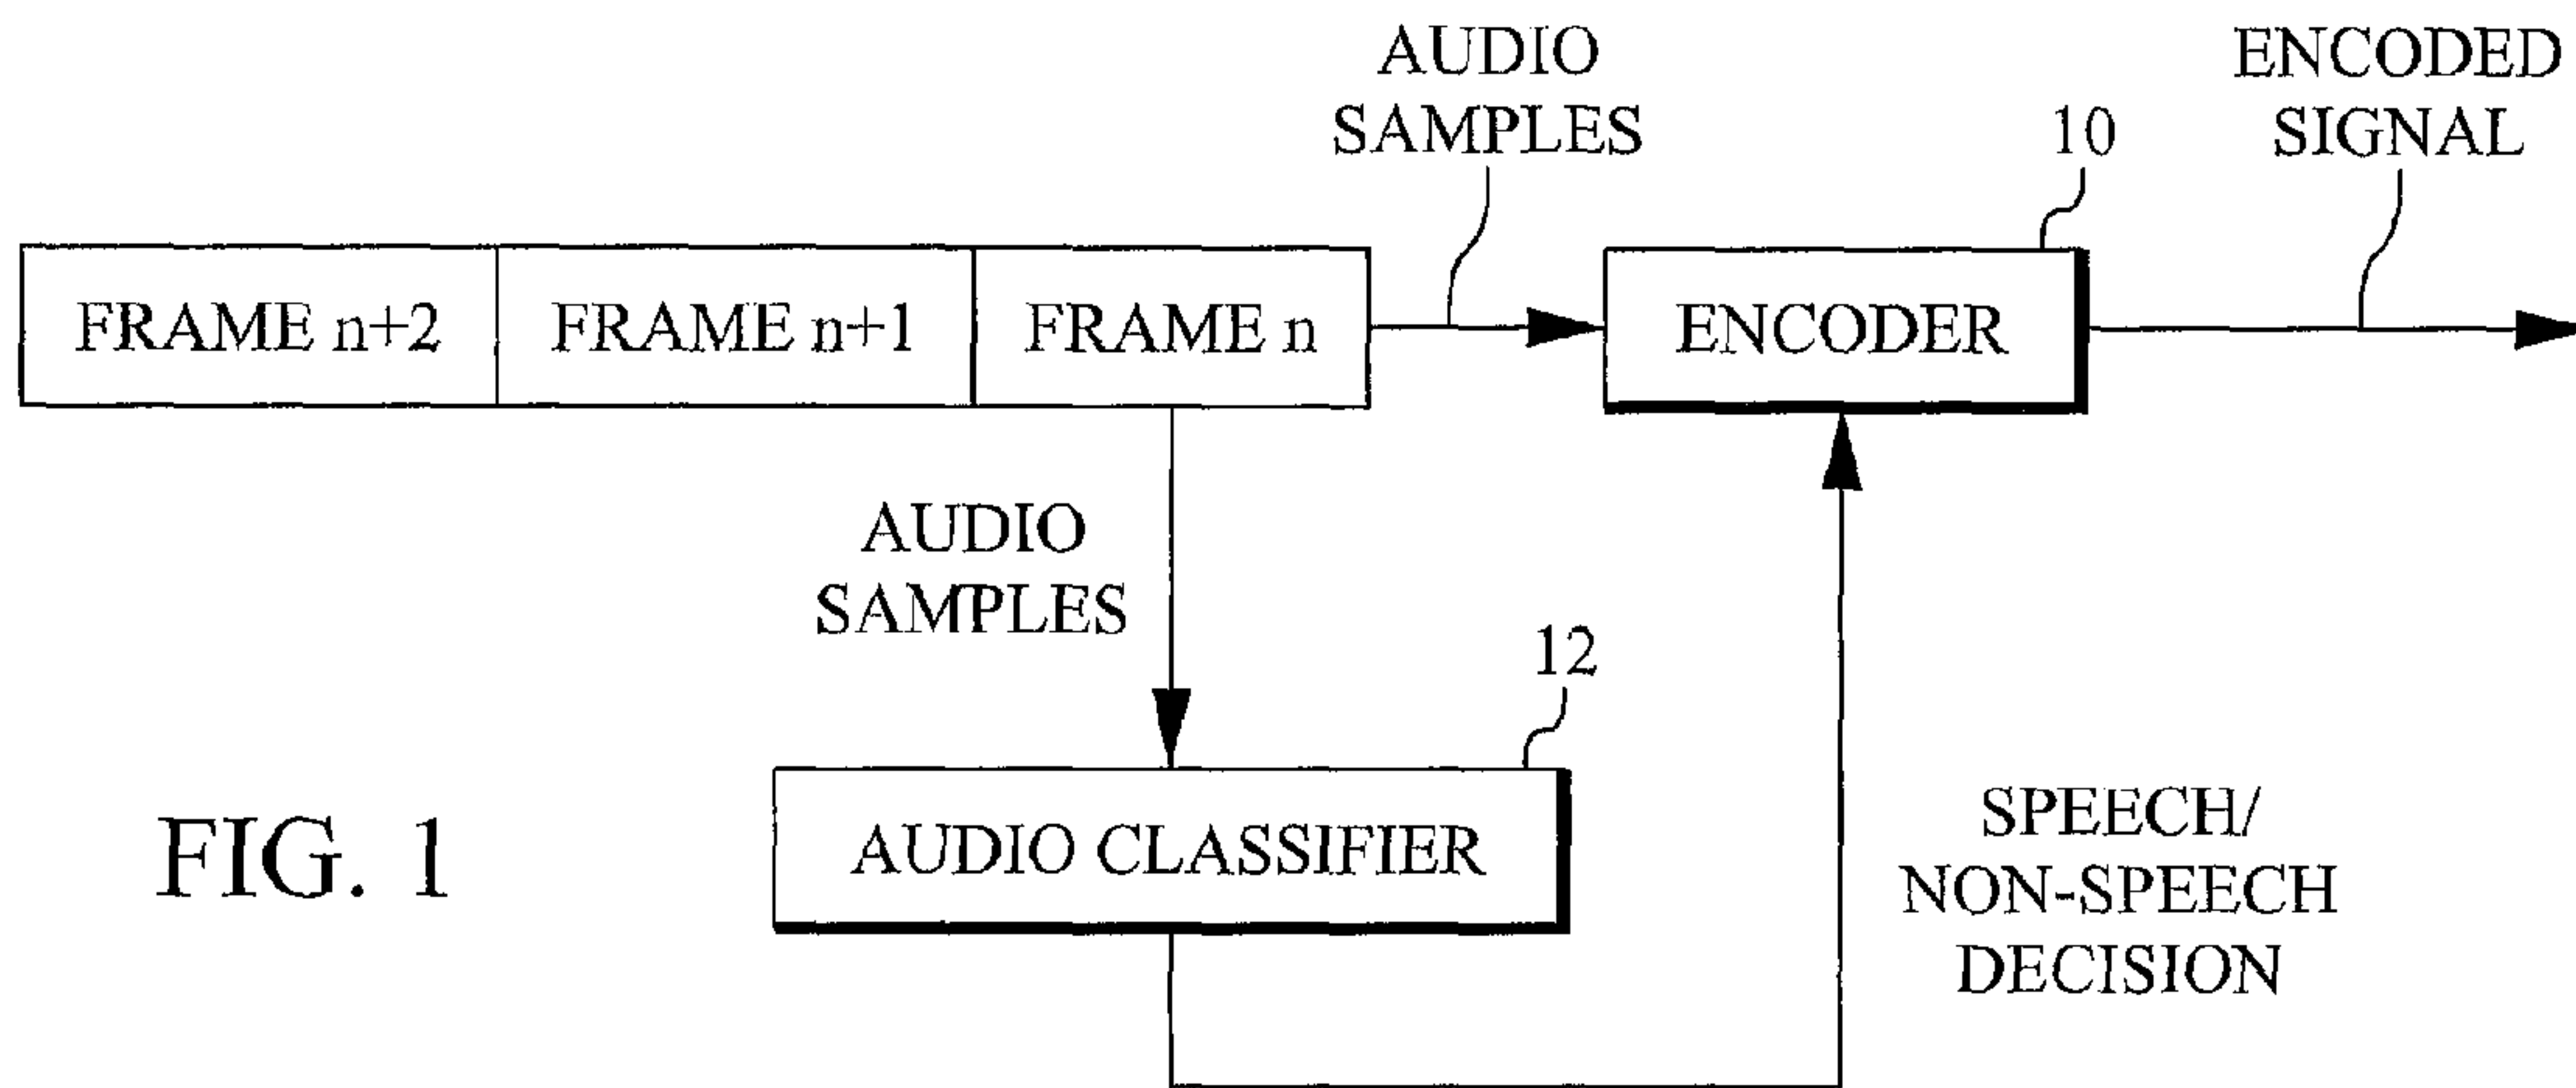 AUDIO
SAMPLES
ENCODED
SIGNAL
10
FRAME n+2
FRAME n+1
FRAME n
ENCODER
AUDIO
SAMPLES
12
AUDIO CLASSIFIER
SPEECH/
NON-SPEECH
DECISION
FIG. 1